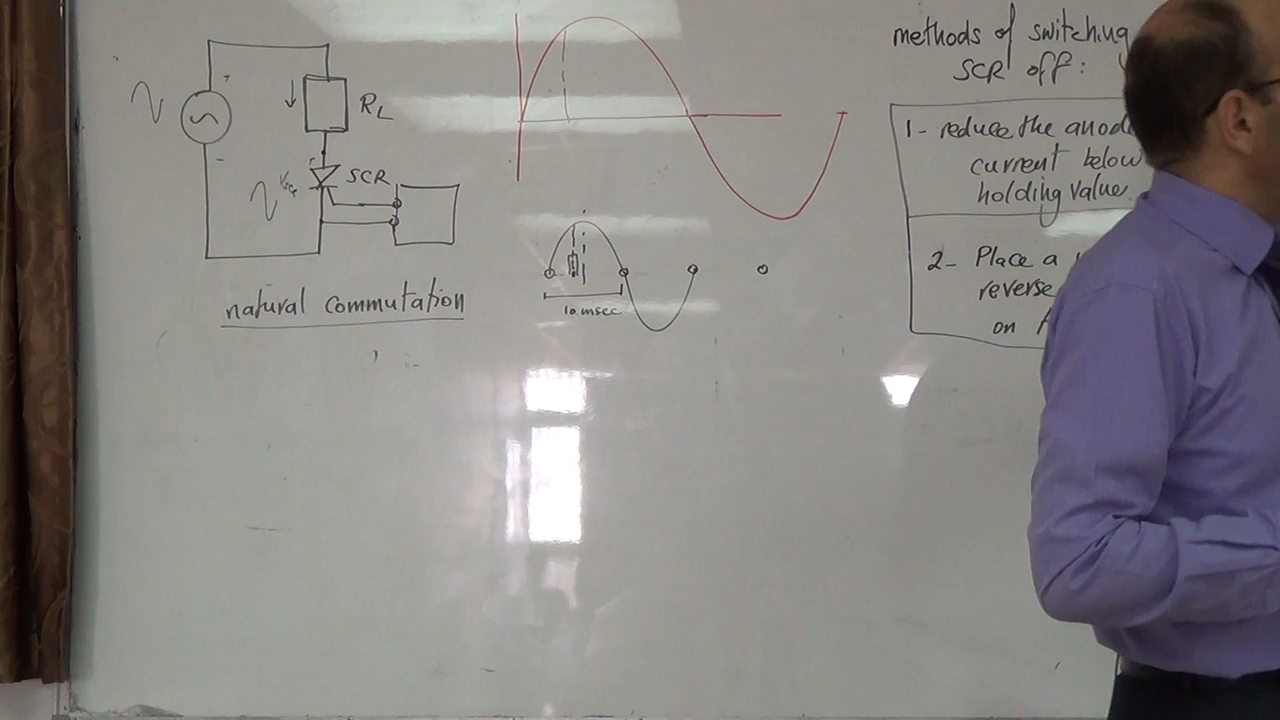 methods of switching
SCR off:
RL
SCR
natural commutation
10 msec
1- reduce the
current below
holding value.
2- Place a
reverse
on